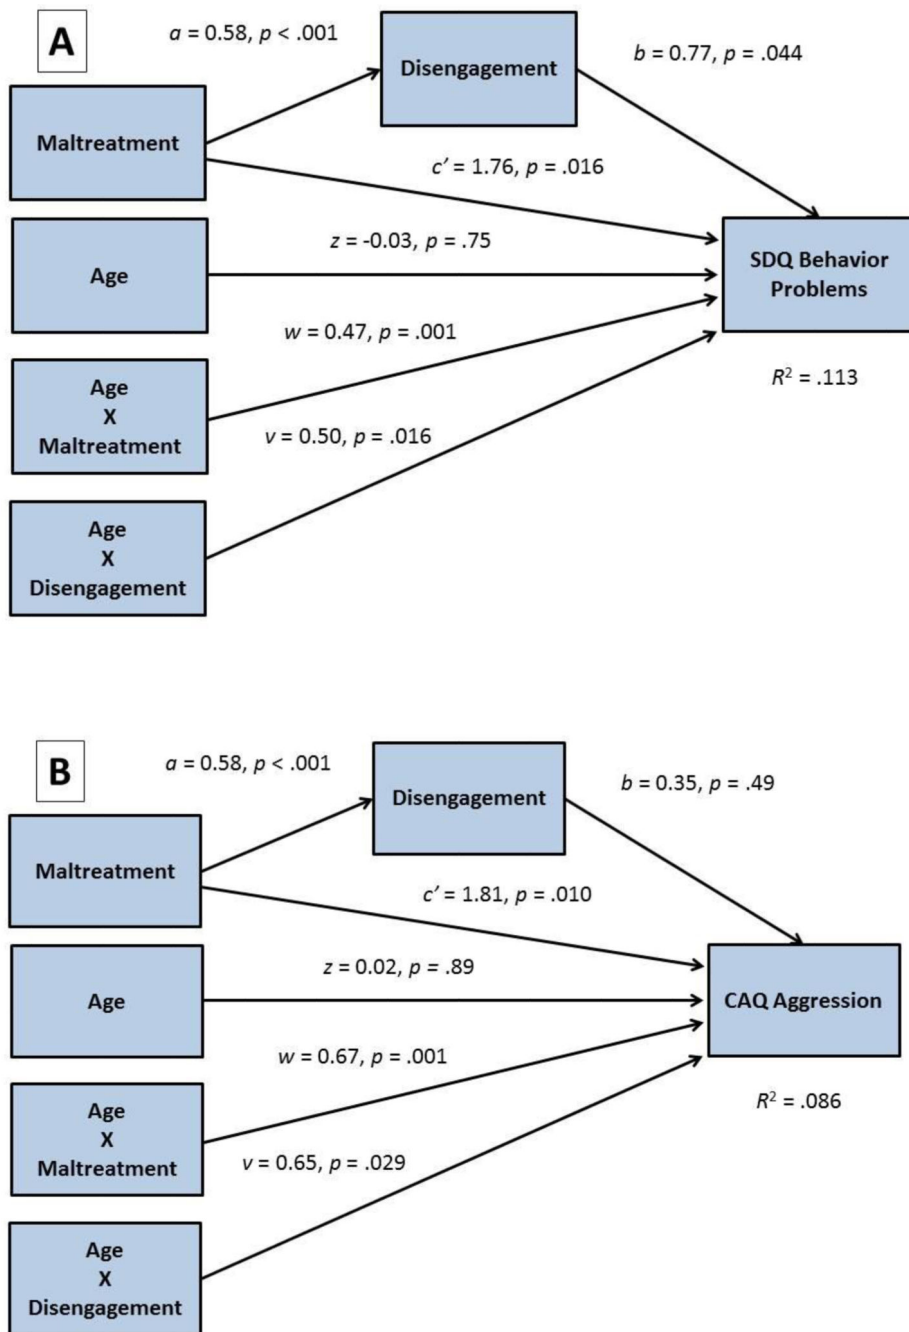 A
a = 0.58, p < .001
Disengagement
b = 0.77, p = .044
Maltreatment
c′ = 1.76, p = .016
Age
z = -0.03, p = .75
SDQ Behavior
Problems
w = 0.47, p = .001
R² = .113
Age
X
Maltreatment
v = 0.50, p = .016
Age
X
Disengagement
B
a = 0.58, p < .001
Disengagement
b = 0.35, p = .49
Maltreatment
c′ = 1.81, p = .010
Age
z = 0.02, p = .89
CAQ Aggression
w = 0.67, p = .001
R² = .086
Age
X
Maltreatment
v = 0.65, p = .029
Age
X
Disengagement